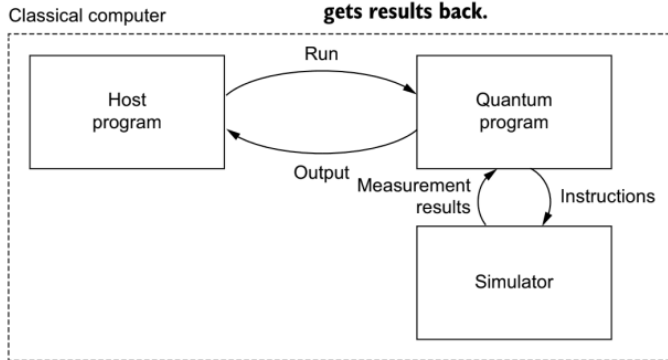 Classical computer
gets results back.
Run
Host
program
Quantum
program
Output
Measurement
results
Instructions
Simulator